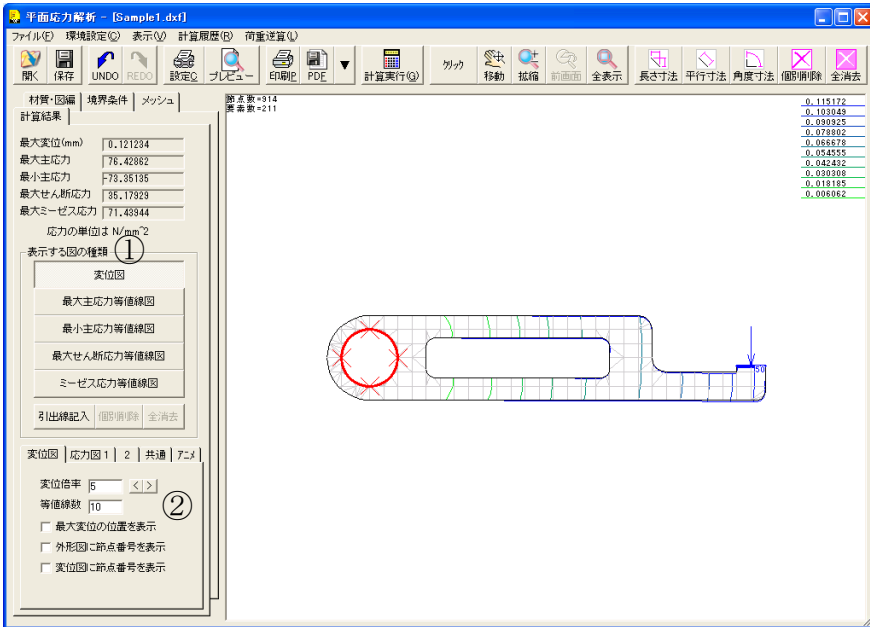 平面応力解析 - [Sample1.dxf]
ファイル(F) 環境設定(C) 表示(V) 計算履歴(R) 荷重逆算(L)
開く 保存 UNDO REDO 設定C プレビュー 印刷P PDF ▼ 計算実行(G) クリック 移動 拡縮 前画面 全表示 長さ寸法 平行寸法 角度寸法 個別削除 全消去
材質・図編 境界条件 メッシュ
計算結果
最大変位(mm) 0.121234
最大主応力 76.42862
最小主応力 -73.35135
最大せん断応力 35.17929
最大ミーゼス応力 71.43944
応力の単位は N/mm^2
表示する図の種類 ①
変位図
最大主応力等値線図
最小主応力等値線図
最大せん断応力等値線図
ミーゼス応力等値線図
引出線記入 個別削除 全消去
変位図 応力図1 2 共通 アニメ
変位倍率 5 < >
等値線数 10 ②
最大変位の位置を表示
外形図に節点番号を表示
変位図に節点番号を表示
節点数=914
要素数=211
0.115172
0.103049
0.090925
0.078802
0.066678
0.054555
0.042432
0.030308
0.018185
0.006062
50